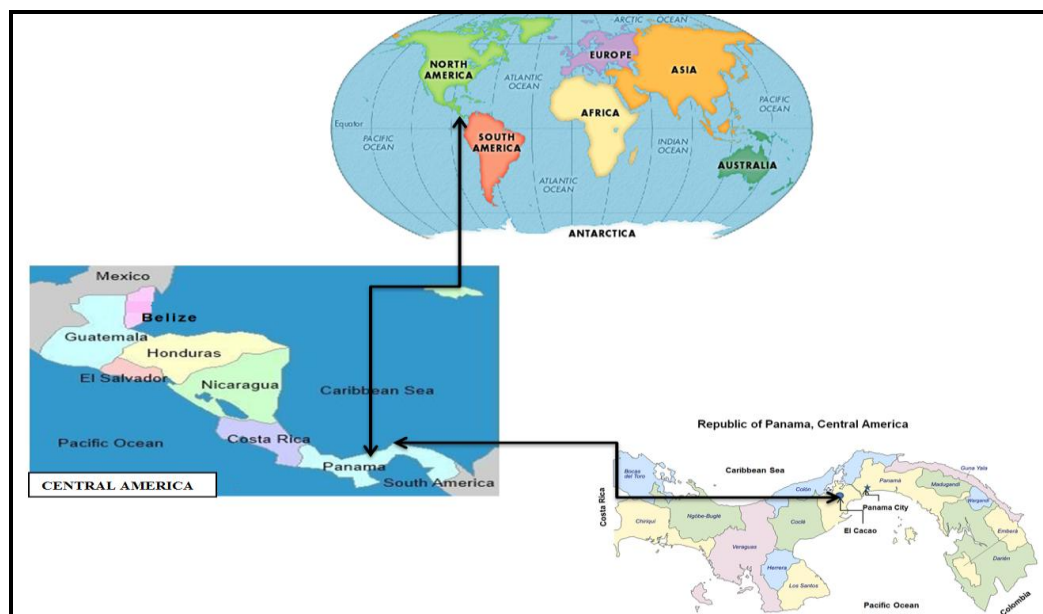 ARCTIC OCEAN
NORTH
AMERICA
EUROPE
ASIA
ATLANTIC
OCEAN
PACIFIC
OCEAN
AFRICA
Equator
PACIFIC
OCEAN
SOUTH
AMERICA
INDIAN
OCEAN
AUSTRALIA
ATLANTIC
OCEAN
ANTARCTICA
Mexico
Belize
Guatemala
Honduras
El Salvador
Nicaragua
Caribbean Sea
Pacific Ocean
Costa Rica
Panama
South America
CENTRAL AMERICA
Republic of Panama, Central America
Caribbean Sea
Bocas
del Toro
Guna Yala
Costa Rica
Colón
Panamá
Madugandí
Wargandí
Panama City
Chiriquí
Ngöbe-Buglé
Coclé
El Cacao
Emberá
Veraguas
Darién
Herrera
Los Santos
Pacific Ocean
Colombia